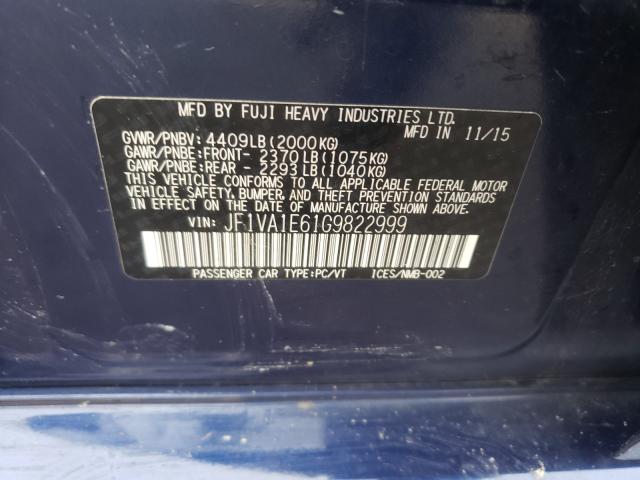 MFD BY FUJI HEAVY INDUSTRIES LTD.
MFD IN 11/15
GVWR/PNBV: 4409LB(2000KG)
GAWR/PNBE:FRONT- 2370LB(1075KG)
GAWR/PNBE:REAR - 2293LB(1040KG)
THIS VEHICLE CONFORMS TO ALL APPLICABLE FEDERAL MOTOR
VEHICLE SAFETY, BUMPER, AND THEFT PREVENTION STANDARDS
IN EFFECT ON THE DATE OF MANUFACTURE SHOWN ABOVE.
VIN: JF1VA1E61G9822999
PASSENGER CAR TYPE:PC/VT ICES/NMB-002